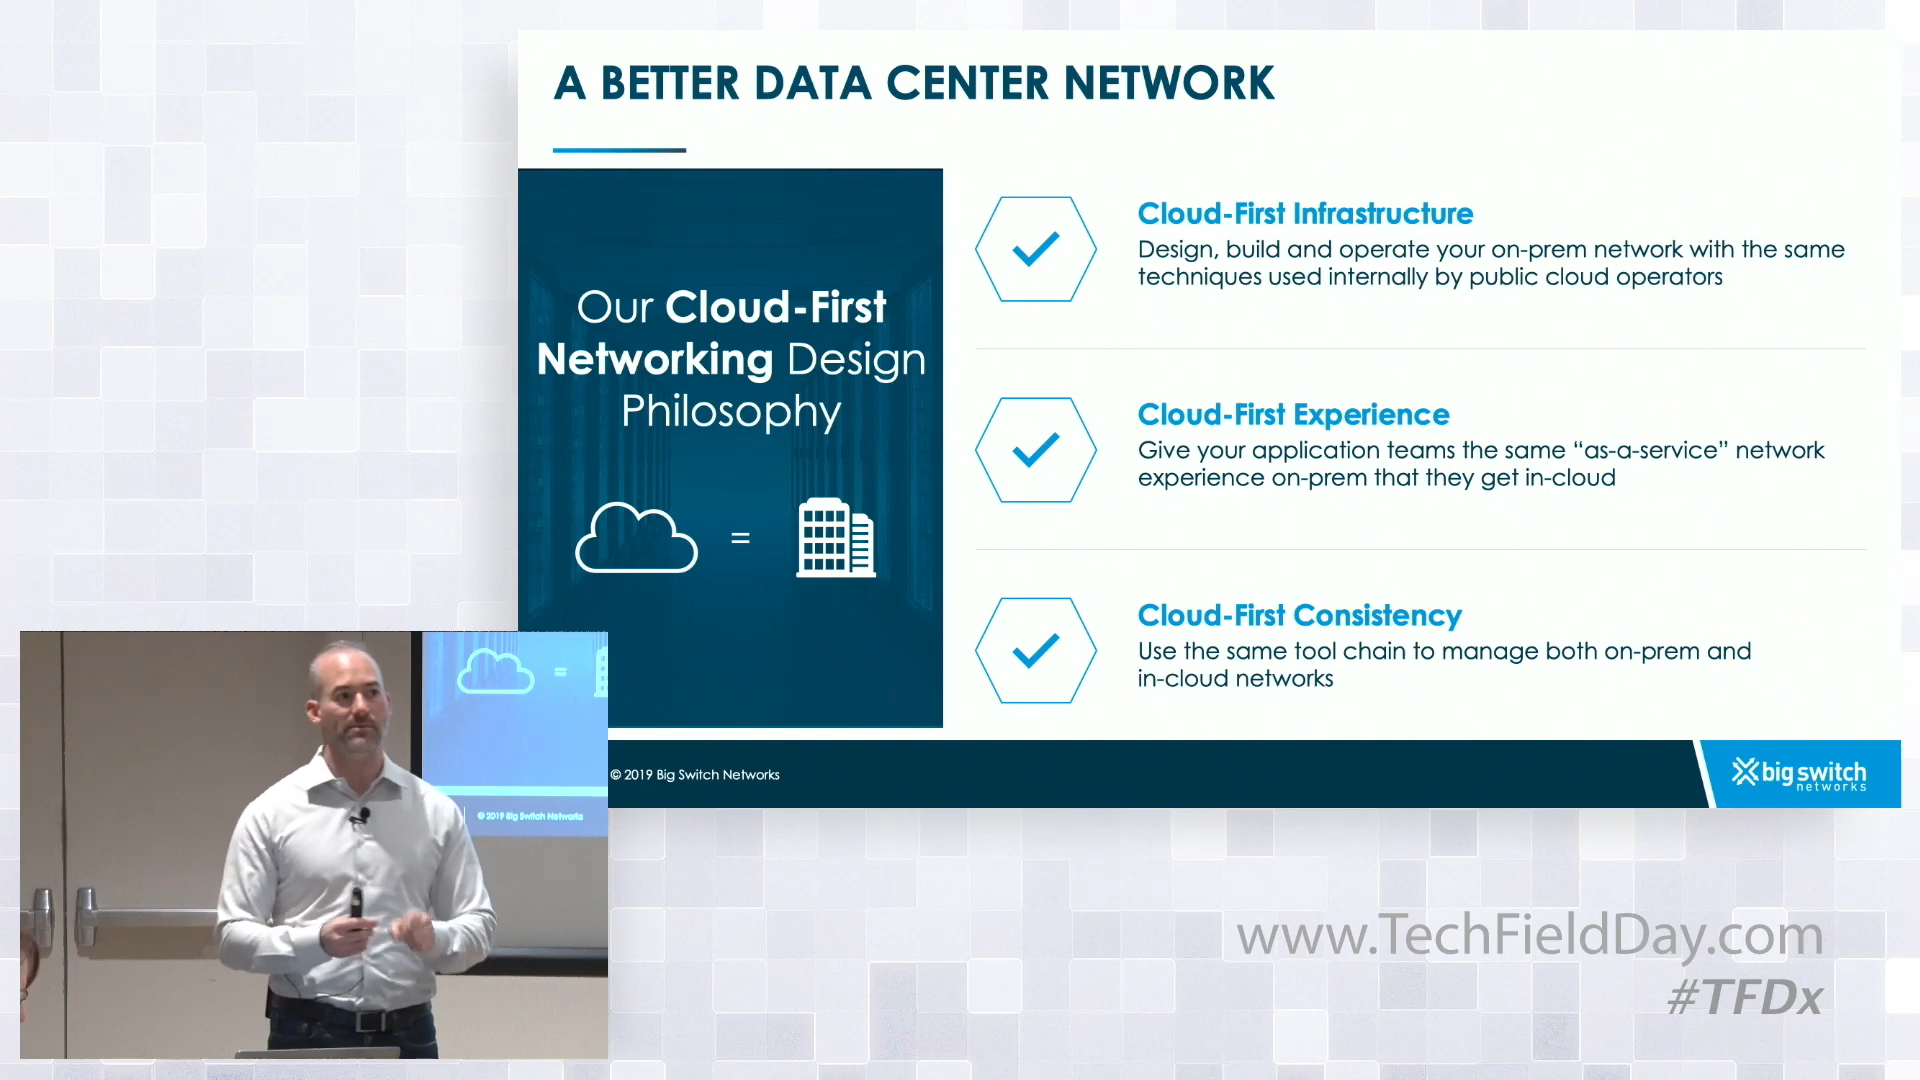 A BETTER DATA CENTER NETWORK
Our Cloud-First
Networking Design
Philosophy
=
Cloud-First Infrastructure
Design, build and operate your on-prem network with the same
techniques used internally by public cloud operators
Cloud-First Experience
Give your application teams the same “as-a-service” network
experience on-prem that they get in-cloud
Cloud-First Consistency
Use the same tool chain to manage both on-prem and
in-cloud networks
© 2019 Big Switch Networks
big switch
networks
=
© 2019 Big Switch Networks
www.TechFieldDay.com
#TFDx